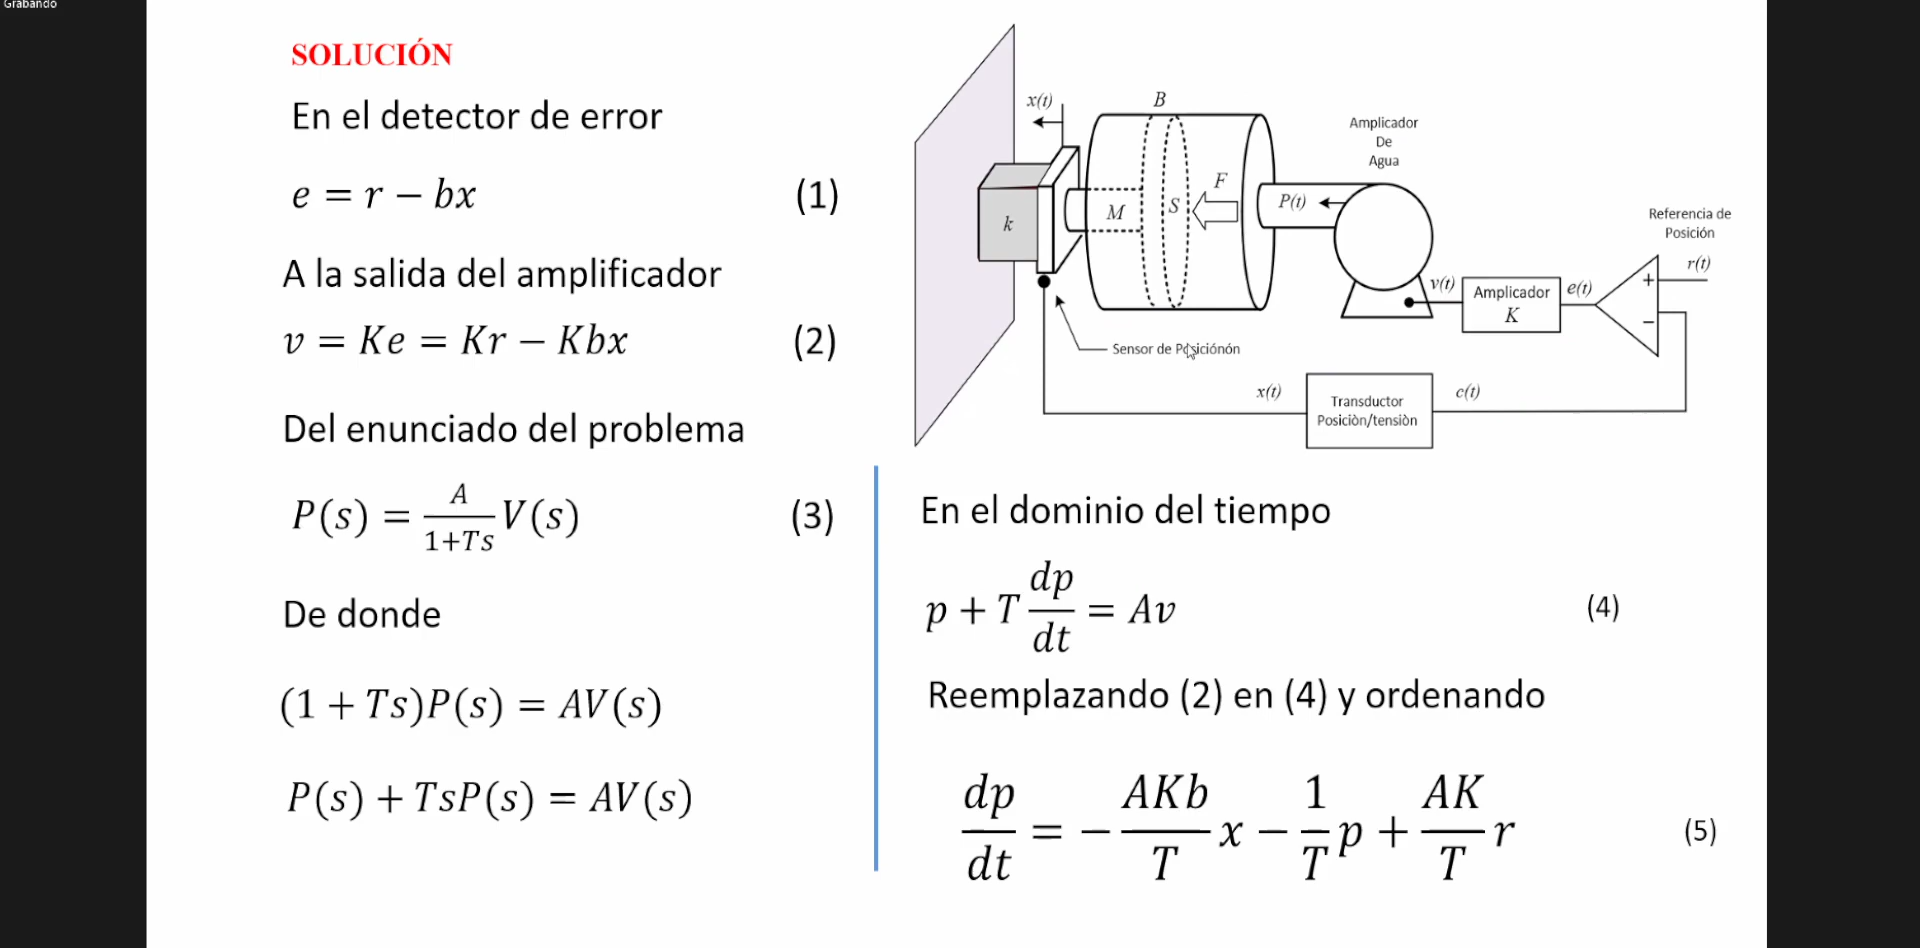 Grabando
SOLUCIÓN
En el detector de error
e = r − bx (1)
A la salida del amplificador
v = Ke = Kr − Kbx (2)
Del enunciado del problema
P(s) = A/(1+Ts) V(s) (3)
De donde
(1 + Ts)P(s) = AV(s)
P(s) + TsP(s) = AV(s)
x(t)
B
k
M
S
F
P(t)
Amplicador
De
Agua
Referencia de
Posición
r(t)
+
−
e(t)
Amplicador
K
v(t)
Sensor de Posiciónón
x(t)
Transductor
Posiciòn/tensiòn
c(t)
En el dominio del tiempo
p + T dp/dt = Av (4)
Reemplazando (2) en (4) y ordenando
dp/dt = − AKb/T x − 1/T p + AK/T r (5)